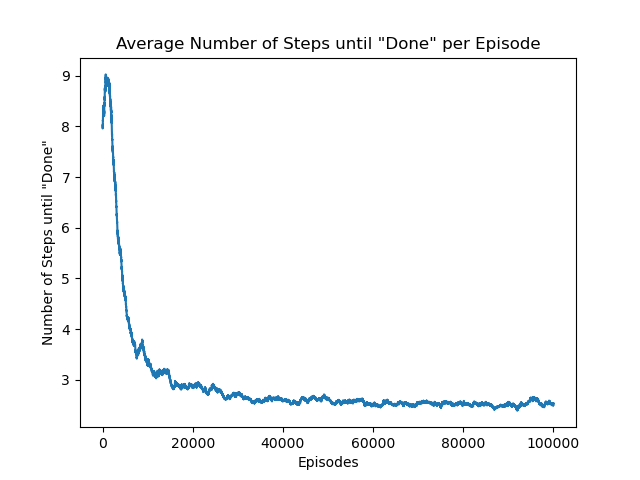 Average Number of Steps until "Done" per Episode
Number of Steps until "Done"
9
8
7
6
5
4
3
0 20000 40000 60000 80000 100000
Episodes